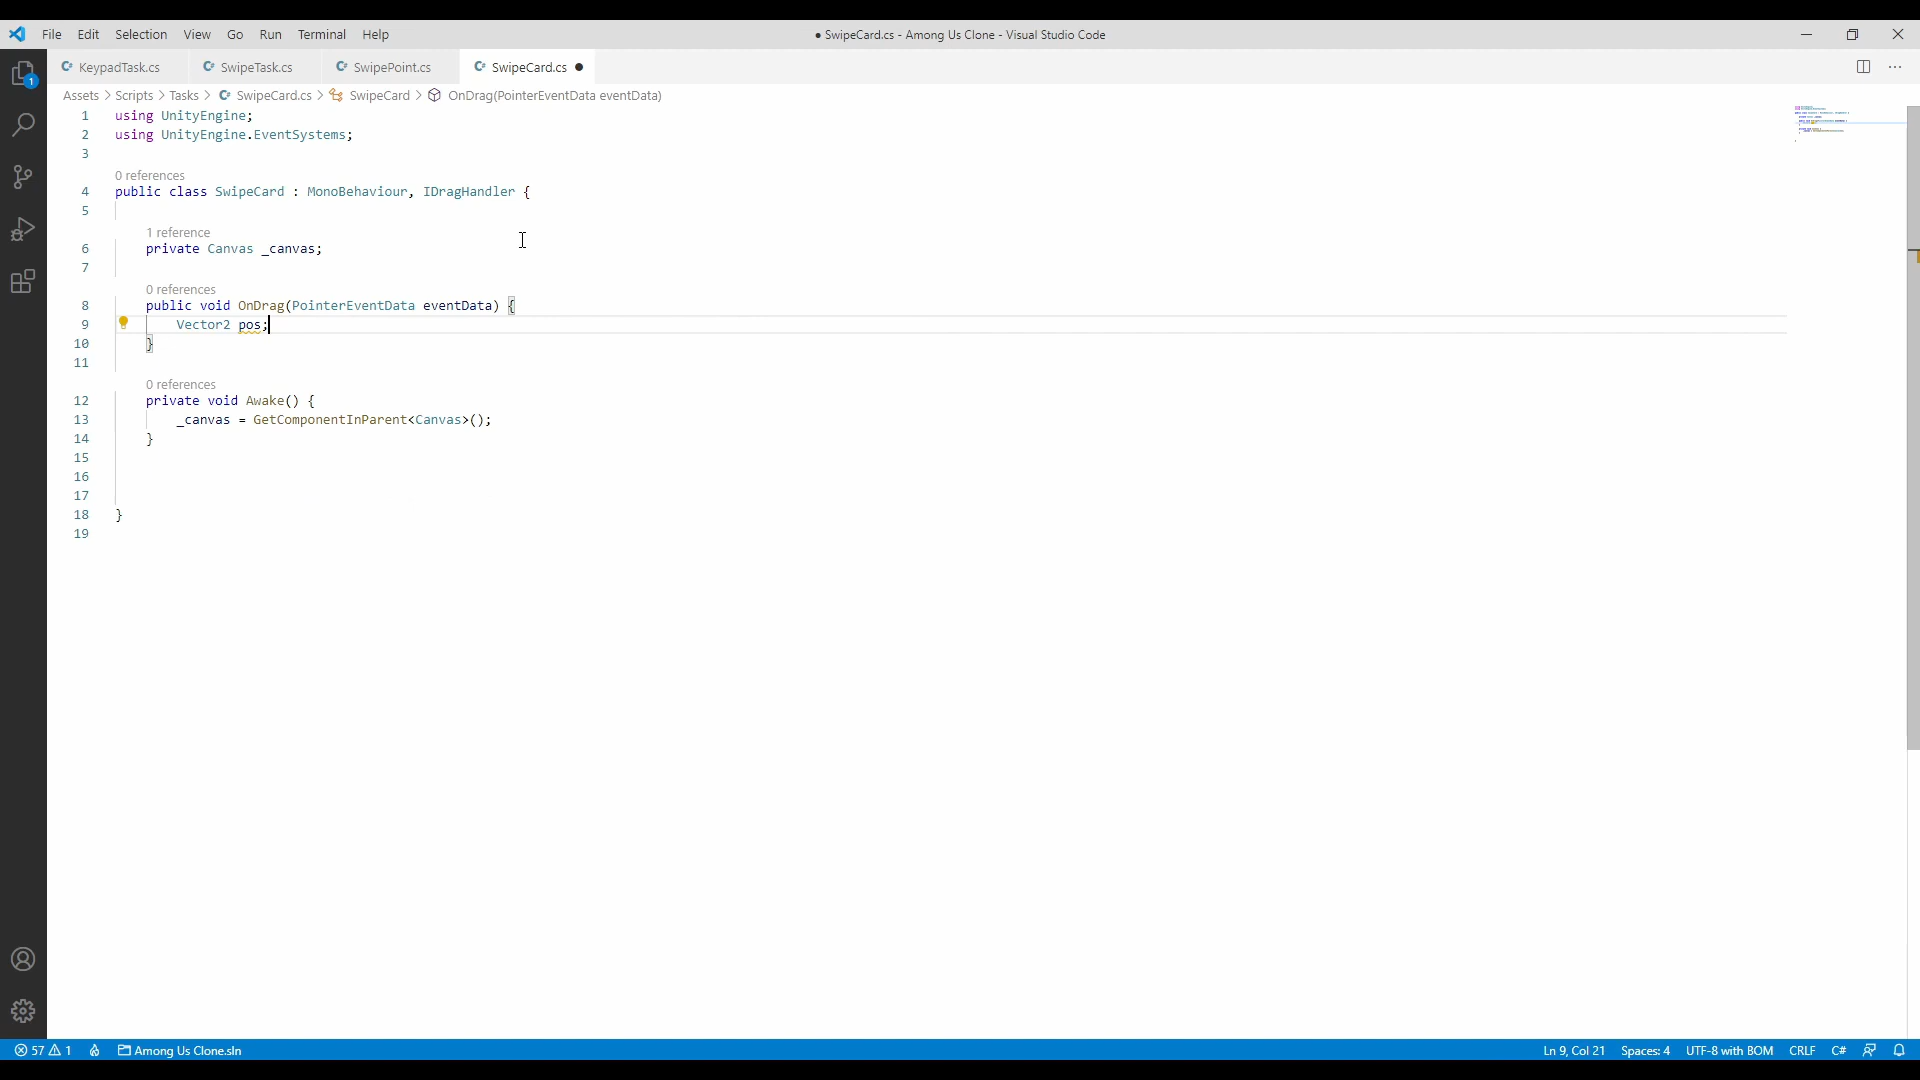 File Edit Selection View Go Run Terminal Help
● SwipeCard.cs - Among Us Clone - Visual Studio Code
KeypadTask.cs SwipeTask.cs SwipePoint.cs SwipeCard.cs ●
Assets > Scripts > Tasks > SwipeCard.cs > SwipeCard > OnDrag(PointerEventData eventData)
1 using UnityEngine;
2 using UnityEngine.EventSystems;
3
0 references
4 public class SwipeCard : MonoBehaviour, IDragHandler {
5
1 reference
6 private Canvas _canvas;
7
0 references
8 public void OnDrag(PointerEventData eventData) {
9 Vector2 pos;
10 }
11
0 references
12 private void Awake() {
13 _canvas = GetComponentInParent<Canvas>();
14 }
15
16
17
18 }
19
1
57 1 Among Us Clone.sln Ln 9, Col 21 Spaces: 4 UTF-8 with BOM CRLF C#